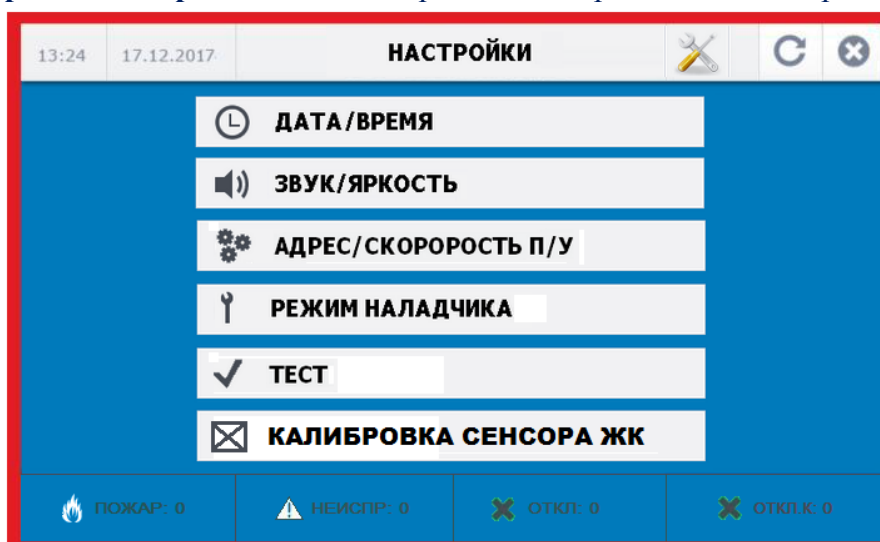 13:24 17.12.2017 НАСТРОЙКИ
ДАТА/ВРЕМЯ
ЗВУК/ЯРКОСТЬ
АДРЕС/СКОРОРОСТЬ П/У
РЕЖИМ НАЛАДЧИКА
ТЕСТ
КАЛИБРОВКА СЕНСОРА ЖК
ПОЖАР: 0 НЕИСПР: 0 ОТКЛ: 0 ОТКЛ.К: 0